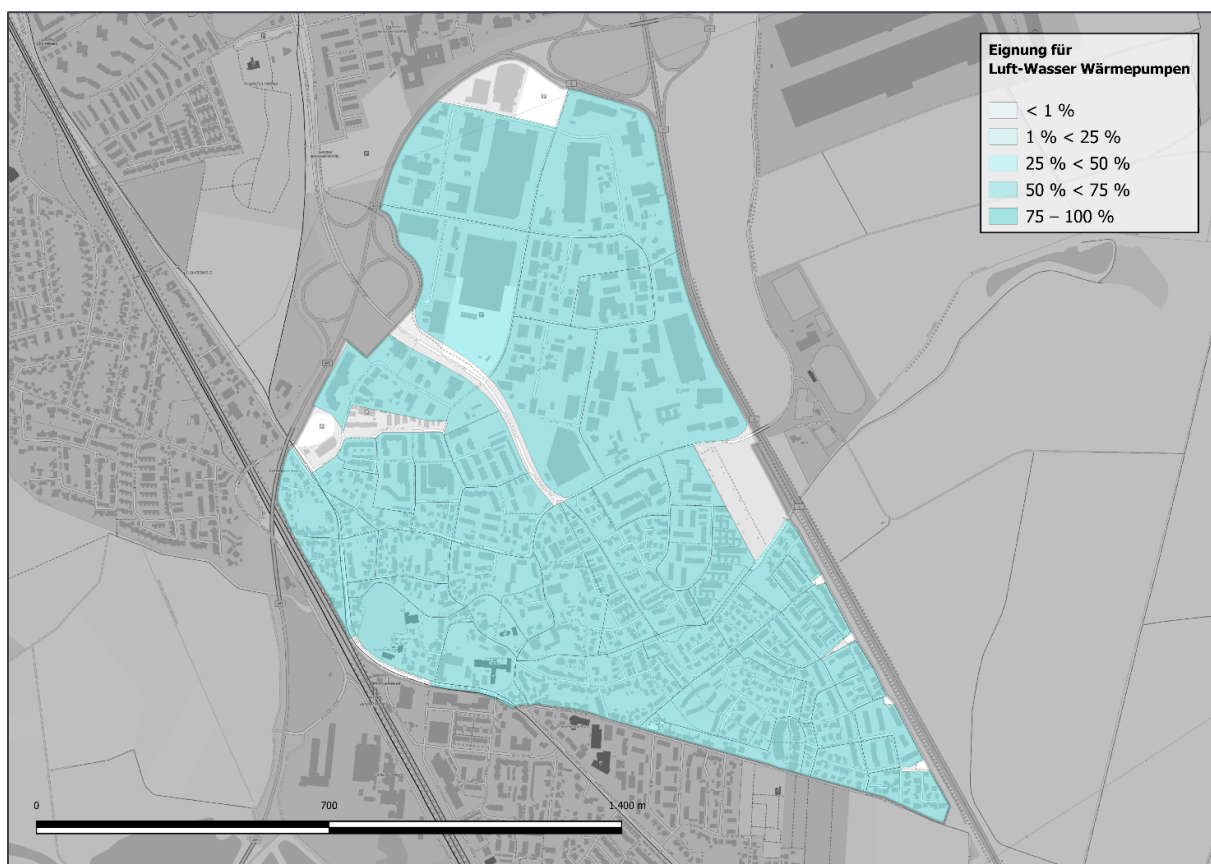 Eignung für
Luft-Wasser Wärmepumpen
< 1 %
1 % < 25 %
25 % < 50 %
50 % < 75 %
75 – 100 %
0 700 1.400 m